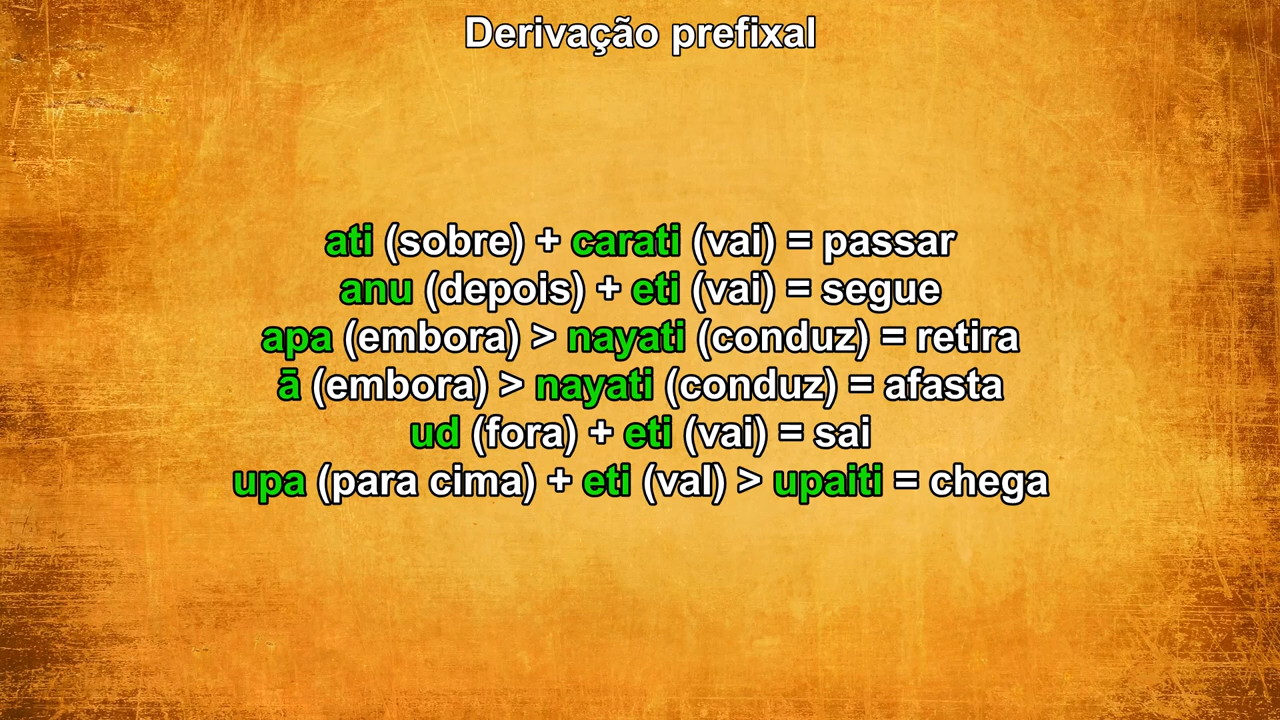 Derivação prefixal
ati (sobre) + carati (vai) = passar
anu (depois) + eti (vai) = segue
apa (embora) > nayati (conduz) = retira
ā (embora) > nayati (conduz) = afasta
ud (fora) + eti (vai) = sai
upa (para cima) + eti (val) > upaiti = chega